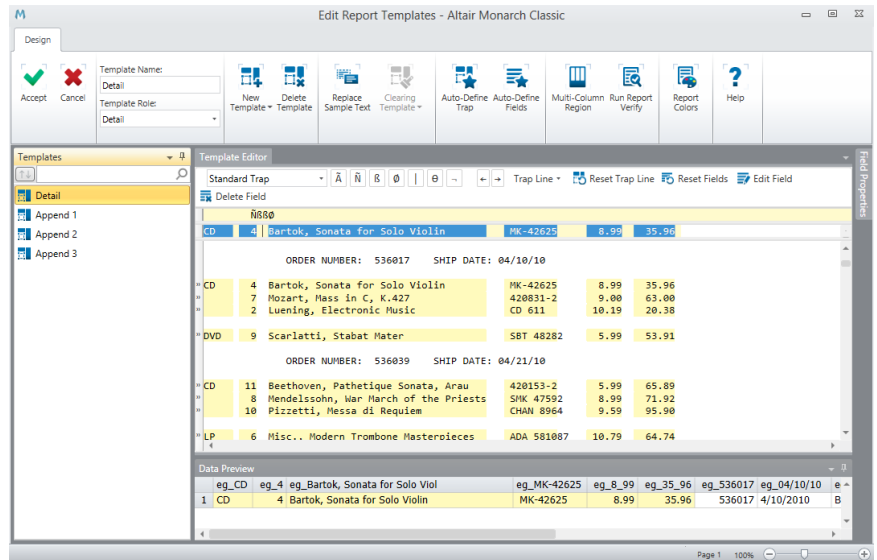 M Edit Report Templates - Altair Monarch Classic
Design
Accept
Cancel
Template Name:
Detail
Template Role:
Detail
New Template
Delete Template
Replace Sample Text
Clearing Template
Auto-Define Trap
Auto-Define Fields
Multi-Column Region
Run Report Verify
Report Colors
? Help
Templates
Detail
Append 1
Append 2
Append 3
Template Editor
Field Properties
Standard Trap Ã Ñ ß Ø | ө ¬ ← → Trap Line Reset Trap Line Reset Fields Edit Field
Delete Field
ÑßßØ
CD 4 Bartok, Sonata for Solo Violin MK-42625 8.99 35.96
ORDER NUMBER: 536017 SHIP DATE: 04/10/10
» CD 4 Bartok, Sonata for Solo Violin MK-42625 8.99 35.96
» 7 Mozart, Mass in C, K.427 420831-2 9.00 63.00
» 2 Luening, Electronic Music CD 611 10.19 20.38
» DVD 9 Scarlatti, Stabat Mater SBT 48282 5.99 53.91
ORDER NUMBER: 536039 SHIP DATE: 04/21/10
» CD 11 Beethoven, Pathetique Sonata, Arau 420153-2 5.99 65.89
» 8 Mendelssohn, War March of the Priests SMK 47592 8.99 71.92
» 10 Pizzetti, Messa di Requiem CHAN 8964 9.59 95.90
» LP 6 Misc., Modern Trombone Masterpieces ADA 581087 10.79 64.74
Data Preview
eg_CD eg_4 eg_Bartok, Sonata for Solo Viol eg_MK-42625 eg_8_99 eg_35_96 eg_536017 eg_04/10/10 e
1 CD 4 Bartok, Sonata for Solo Violin MK-42625 8.99 35.96 536017 4/10/2010 B
Page 1 100%